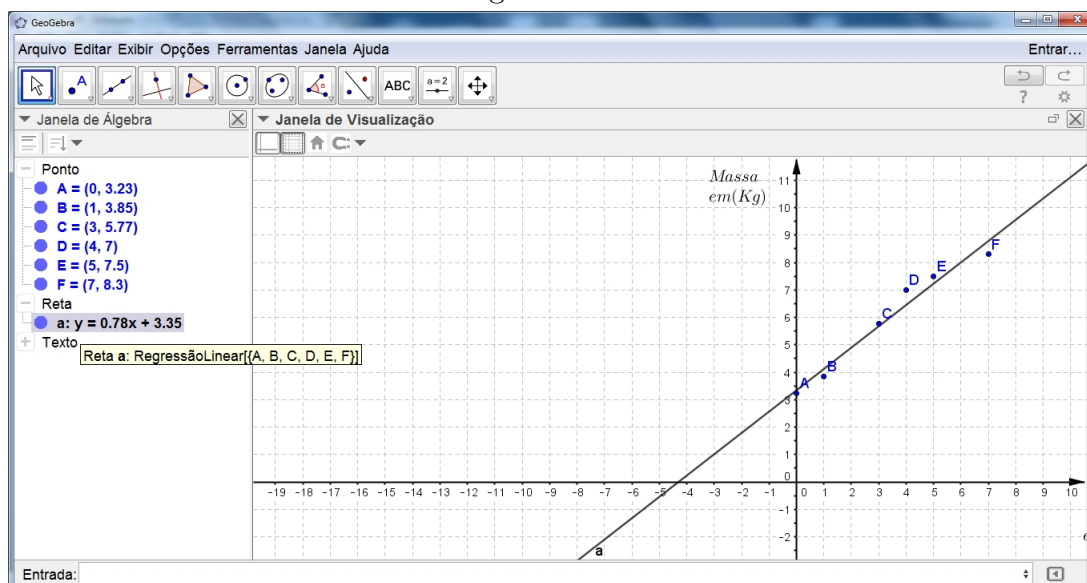 GeoGebra
Arquivo Editar Exibir Opções Ferramentas Janela Ajuda
Entrar...
A
ABC
a=2
?
Janela de Álgebra
Janela de Visualização
Ponto
A = (0, 3.23)
B = (1, 3.85)
C = (3, 5.77)
D = (4, 7)
E = (5, 7.5)
F = (7, 8.3)
Reta
a: y = 0.78x + 3.35
Texto
Reta a: RegressãoLinear[{A, B, C, D, E, F}]
Massa
em(Kg)
11
10
9
8
7
6
5
4
3
2
1
0
-1
-2
-19 -18 -17 -16 -15 -14 -13 -12 -11 -10 -9 -8 -7 -6 -5 -4 -3 -2 -1 0 1 2 3 4 5 6 7 8 9 10
A
B
C
D
E
F
a
Entrada: